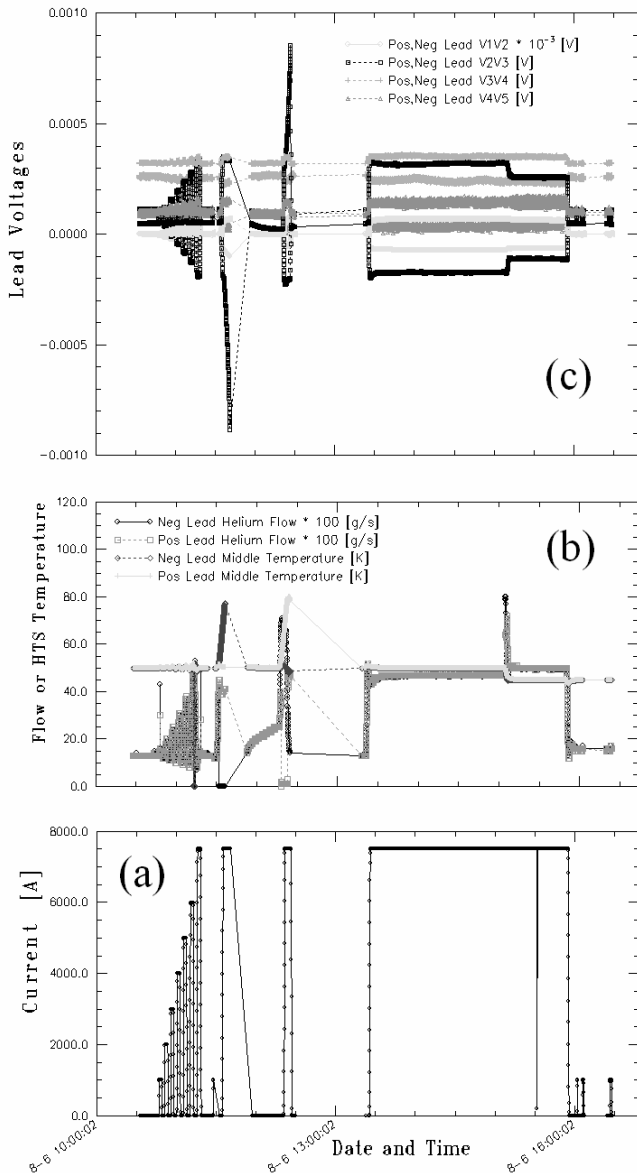 0.0010
Pos,Neg Lead V1V2 * 10⁻³ [V]
Pos,Neg Lead V2V3 [V]
Pos,Neg Lead V3V4 [V]
Pos,Neg Lead V4V5 [V]
0.0005
0.0000
-0.0005
-0.0010
Lead Voltages
(c)
120.0
100.0
80.0
60.0
40.0
20.0
0.0
Neg Lead Helium Flow * 100 [g/s]
Pos Lead Helium Flow * 100 [g/s]
Neg Lead Middle Temperature [K]
Pos Lead Middle Temperature [K]
Flow or HTS Temperature
(b)
8000.0
6000.0
4000.0
2000.0
0.0
Current [A]
(a)
8-6 10:00:02
8-6 13:00:02
8-6 16:00:02
Date and Time